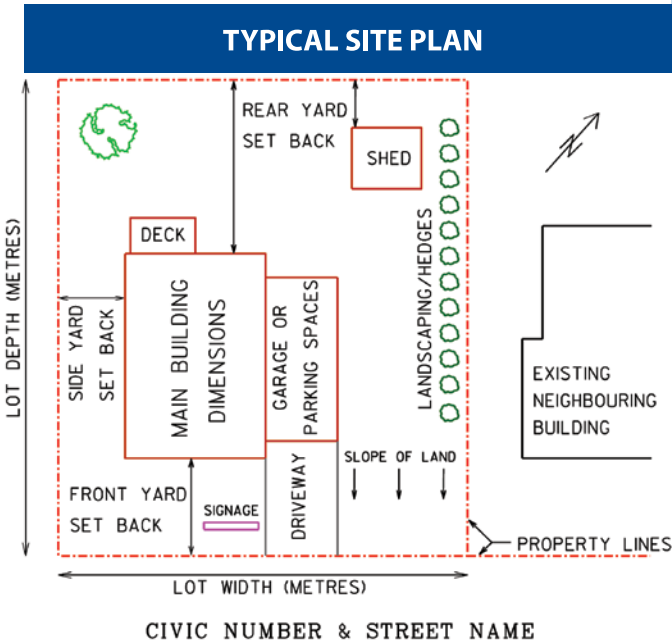 TYPICAL SITE PLAN
REAR YARD
SET BACK
SHED
N
DECK
LOT DEPTH (METRES)
SIDE YARD
SET BACK
MAIN BUILDING
DIMENSIONS
GARAGE OR
PARKING SPACES
LANDSCAPING/HEDGES
EXISTING
NEIGHBOURING
BUILDING
FRONT YARD
SET BACK
SIGNAGE
DRIVEWAY
SLOPE OF LAND
PROPERTY LINES
LOT WIDTH (METRES)
CIVIC NUMBER & STREET NAME